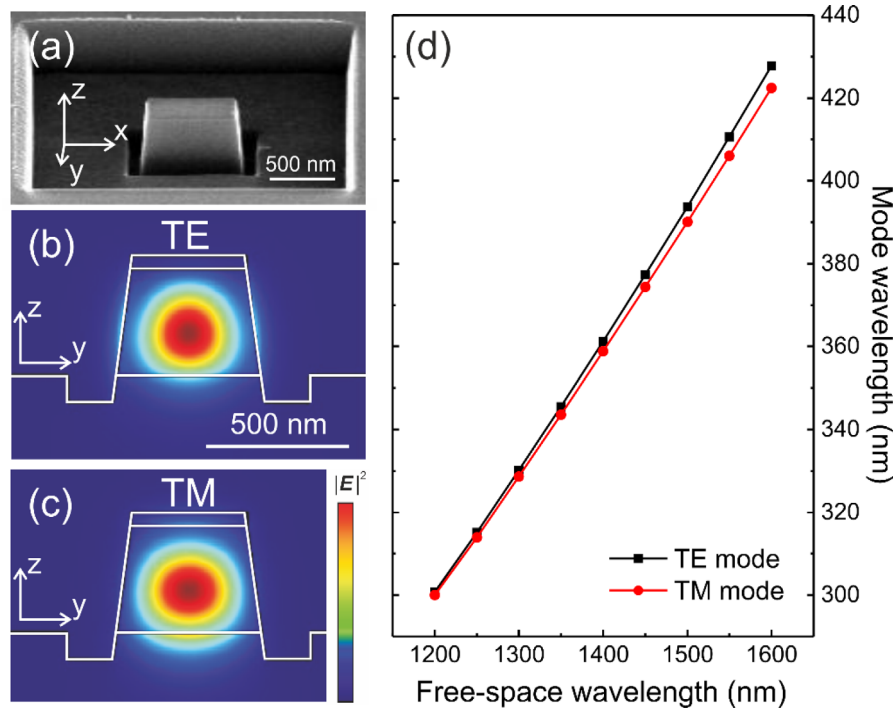 (a)
z
x
y
500 nm
(b)
TE
z
y
500 nm
(c)
TM
z
y
|E|²
(d)
440
420
400
380
360
340
320
300
Mode wavelength (nm)
TE mode
TM mode
1200 1300 1400 1500 1600
Free-space wavelength (nm)